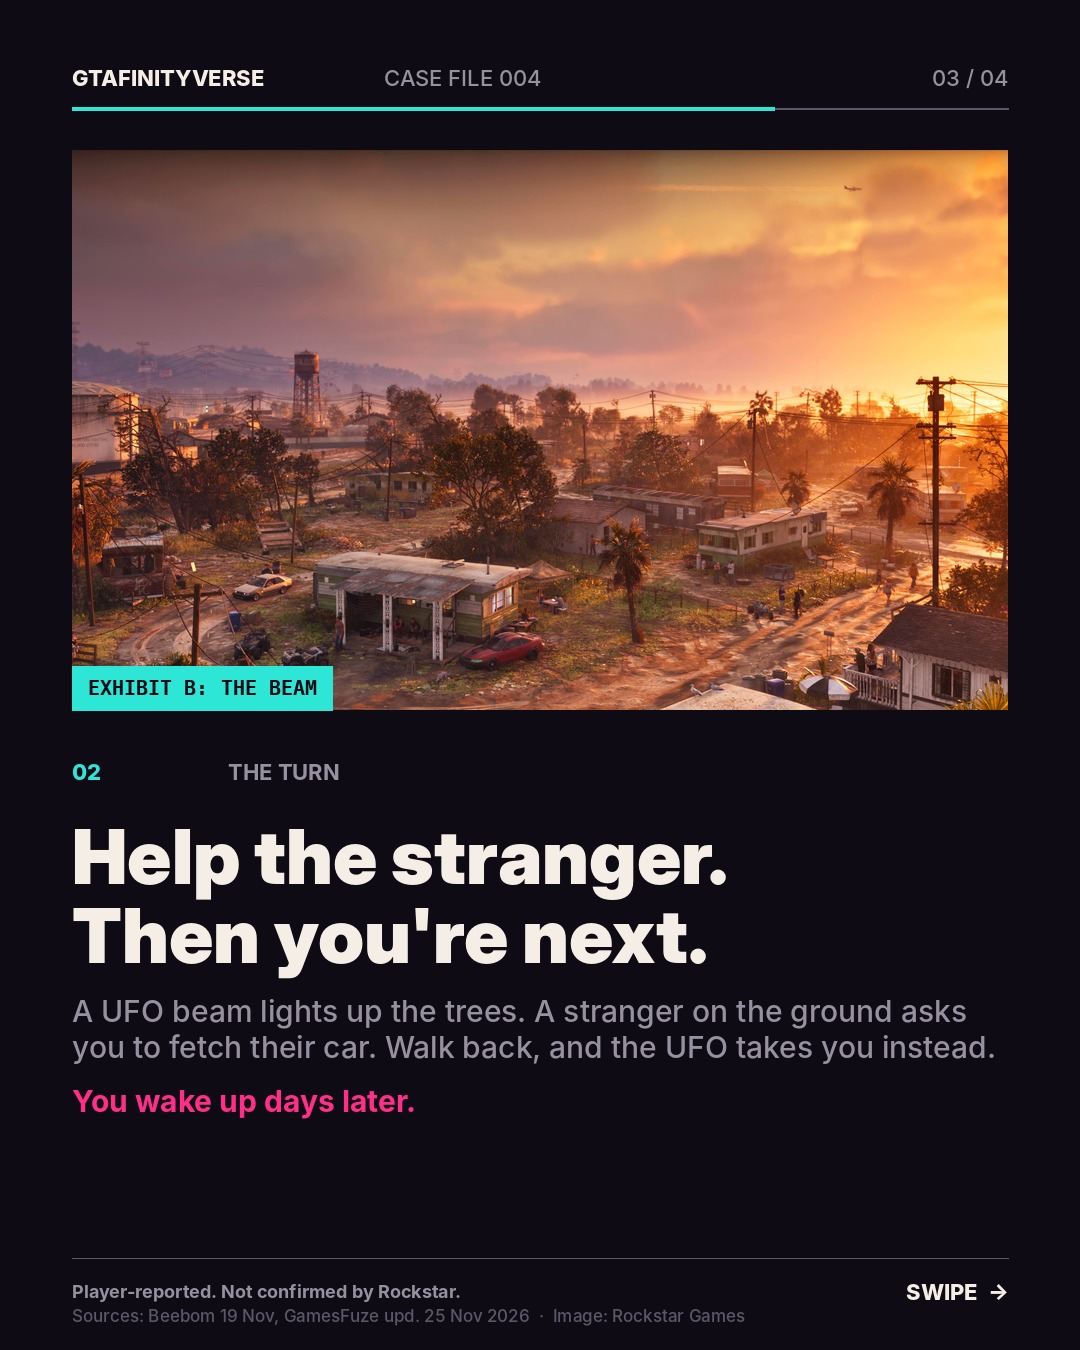 GTAFINITYVERSE CASE FILE 004 03 / 04
EXHIBIT B: THE BEAM
02 THE TURN
Help the stranger.
Then you're next.
A UFO beam lights up the trees. A stranger on the ground asks
you to fetch their car. Walk back, and the UFO takes you instead.
You wake up days later.
Player-reported. Not confirmed by Rockstar.
SWIPE →
Sources: Beebom 19 Nov, GamesFuze upd. 25 Nov 2026 · Image: Rockstar Games